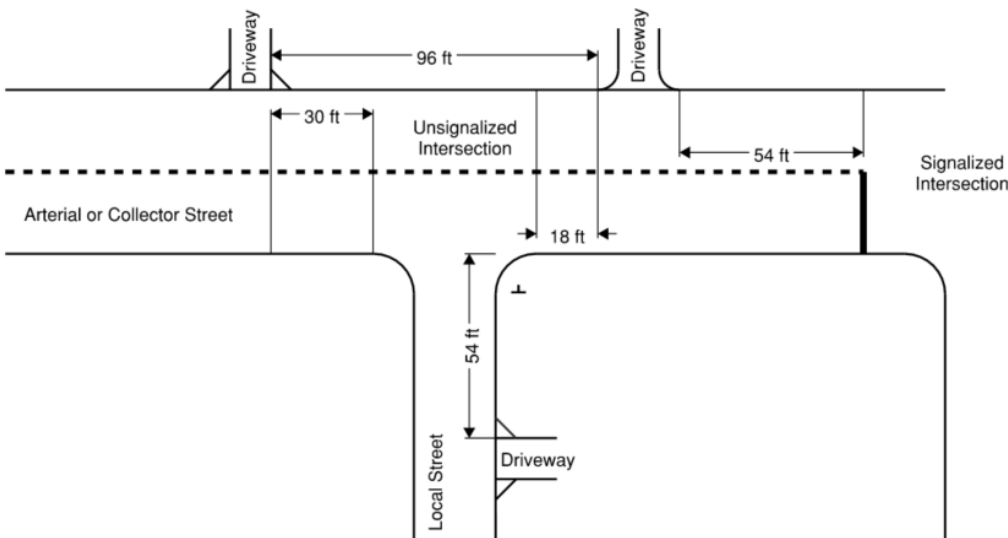 Driveway
96 ft
Driveway
30 ft
Unsignalized
Intersection
54 ft
Signalized
Intersection
Arterial or Collector Street
18 ft
54 ft
Driveway
Local Street